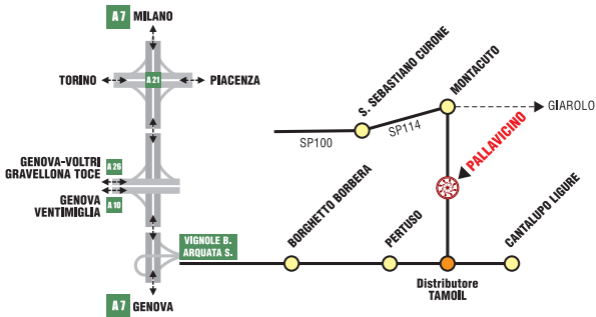 A7 MILANO
TORINO
A21
PIACENZA
GENOVA-VOLTRI
GRAVELLONA TOCE
A26
GENOVA
VENTIMIGLIA
A10
VIGNOLE B.
ARQUATA S.
A7 GENOVA
S. SEBASTIANO CURONE
MONTACUTO
GIAROLO
SP100
SP114
PALLAVICINO
BORGHETTO BORBERA
PERTUSO
CANTALUPO LIGURE
Distributore
TAMOIL